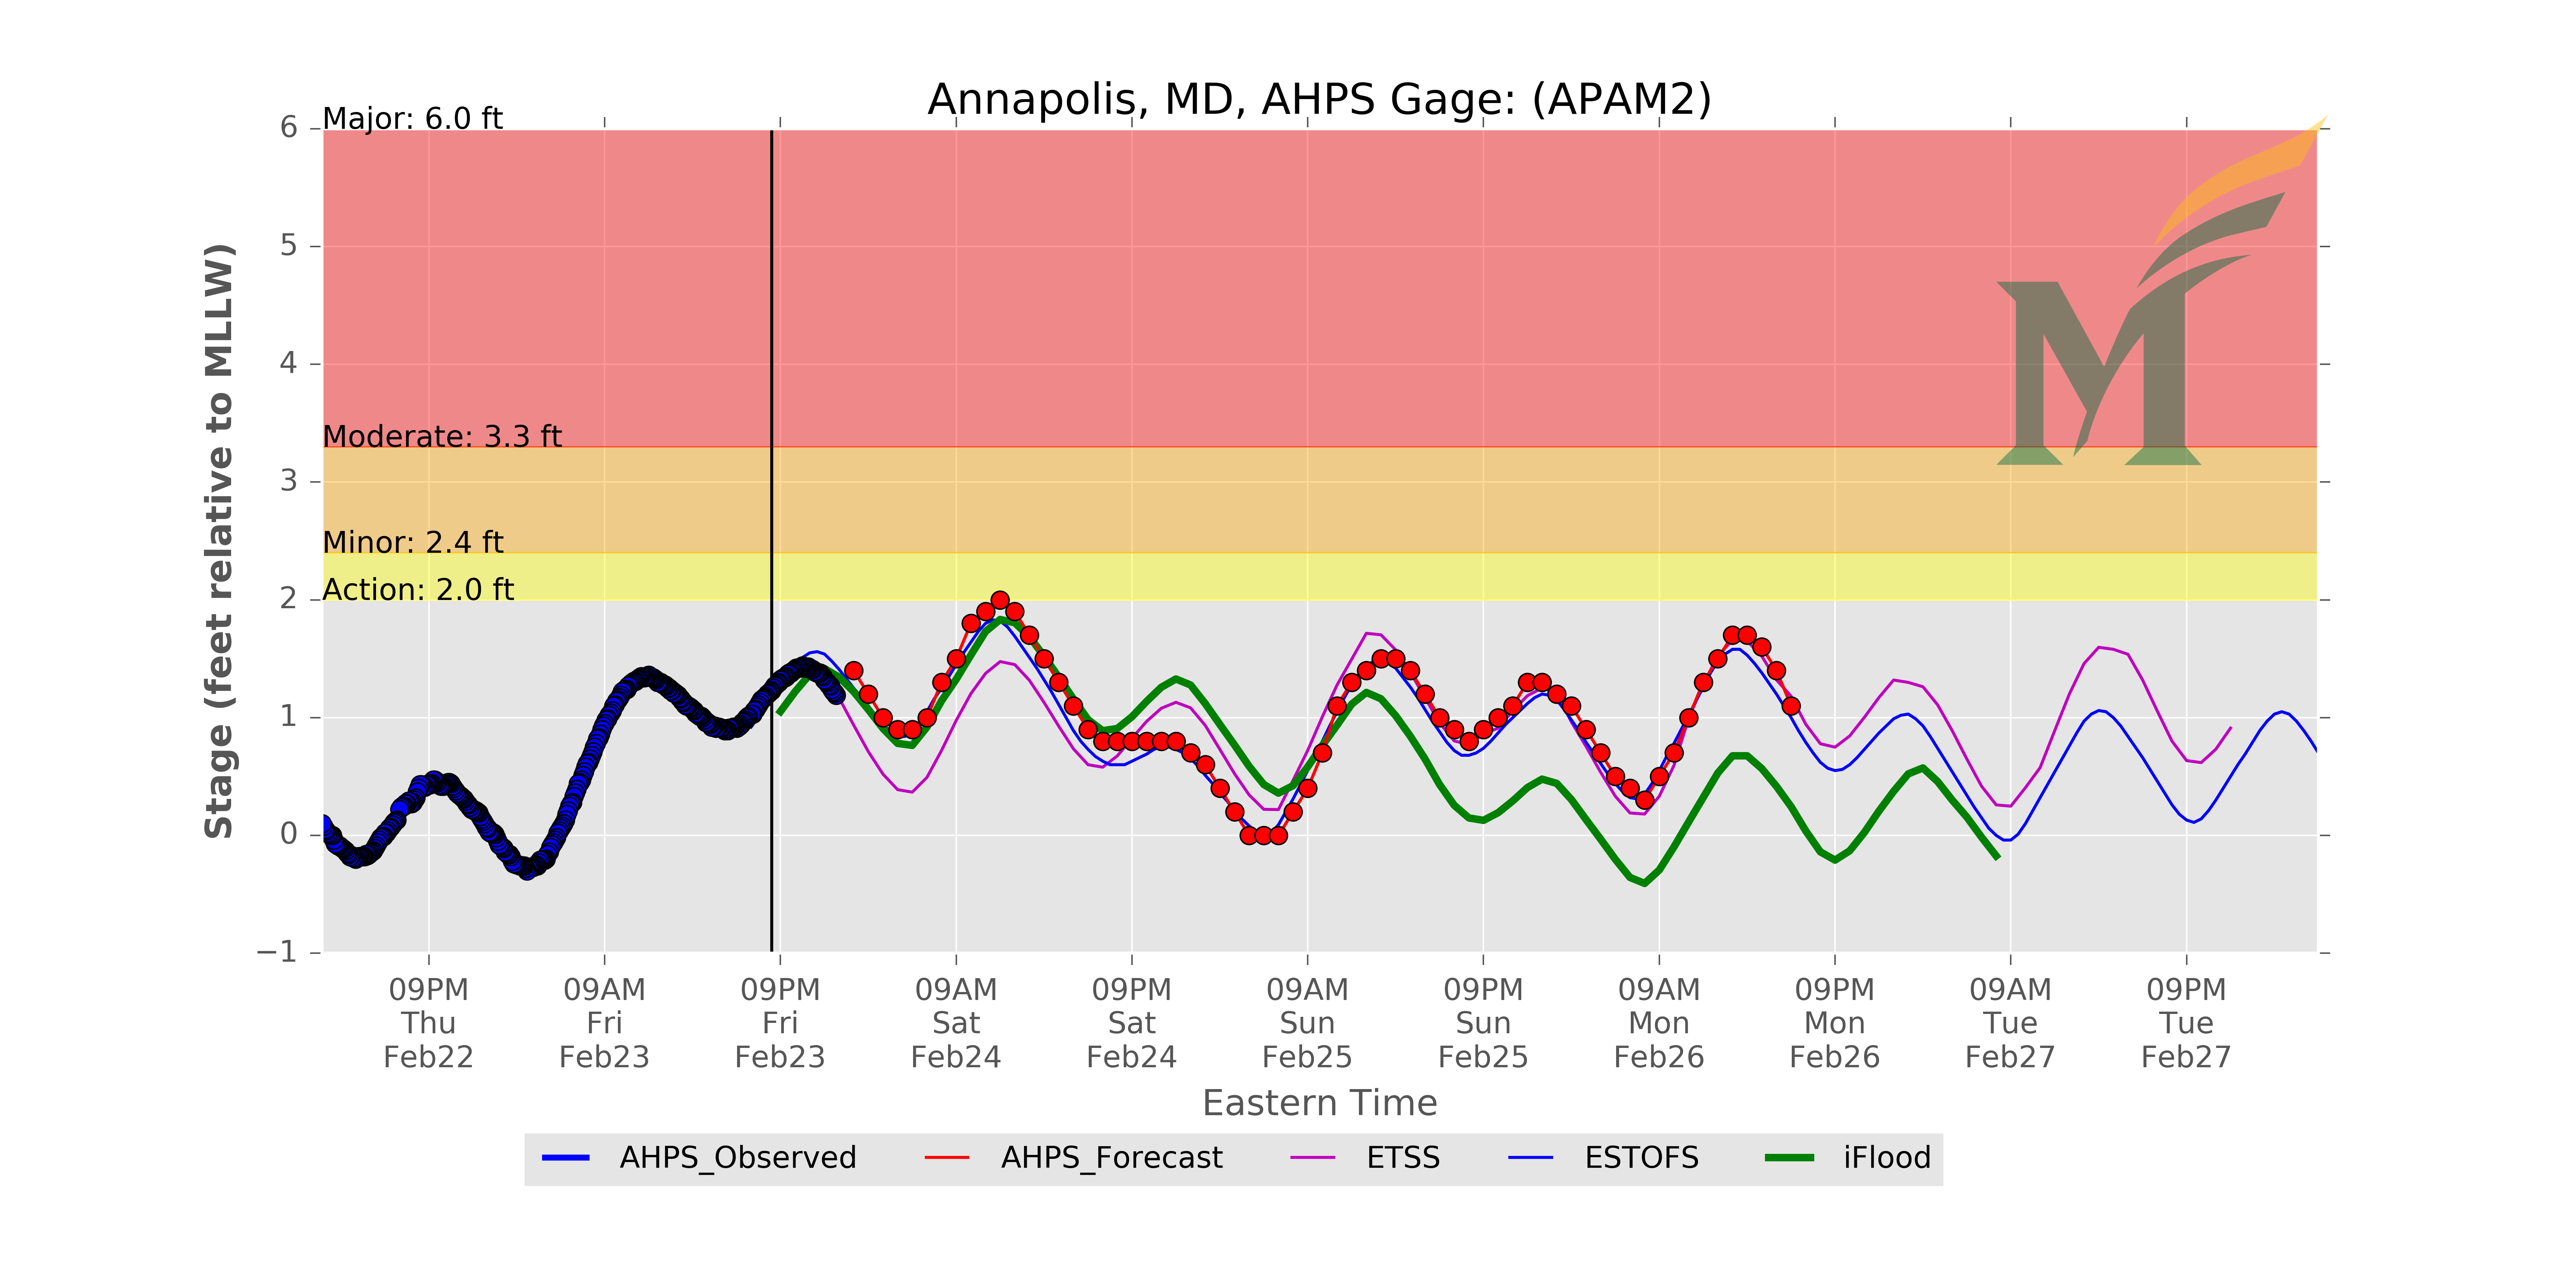 Annapolis, MD, AHPS Gage: (APAM2)
Major: 6.0 ft
Moderate: 3.3 ft
Minor: 2.4 ft
Action: 2.0 ft
6
5
4
3
2
1
0
−1
Stage (feet relative to MLLW)
09PM
Thu
Feb22
09AM
Fri
Feb23
09PM
Fri
Feb23
09AM
Sat
Feb24
09PM
Sat
Feb24
09AM
Sun
Feb25
09PM
Sun
Feb25
09AM
Mon
Feb26
09PM
Mon
Feb26
09AM
Tue
Feb27
09PM
Tue
Feb27
Eastern Time
AHPS_Observed AHPS_Forecast ETSS ESTOFS iFlood